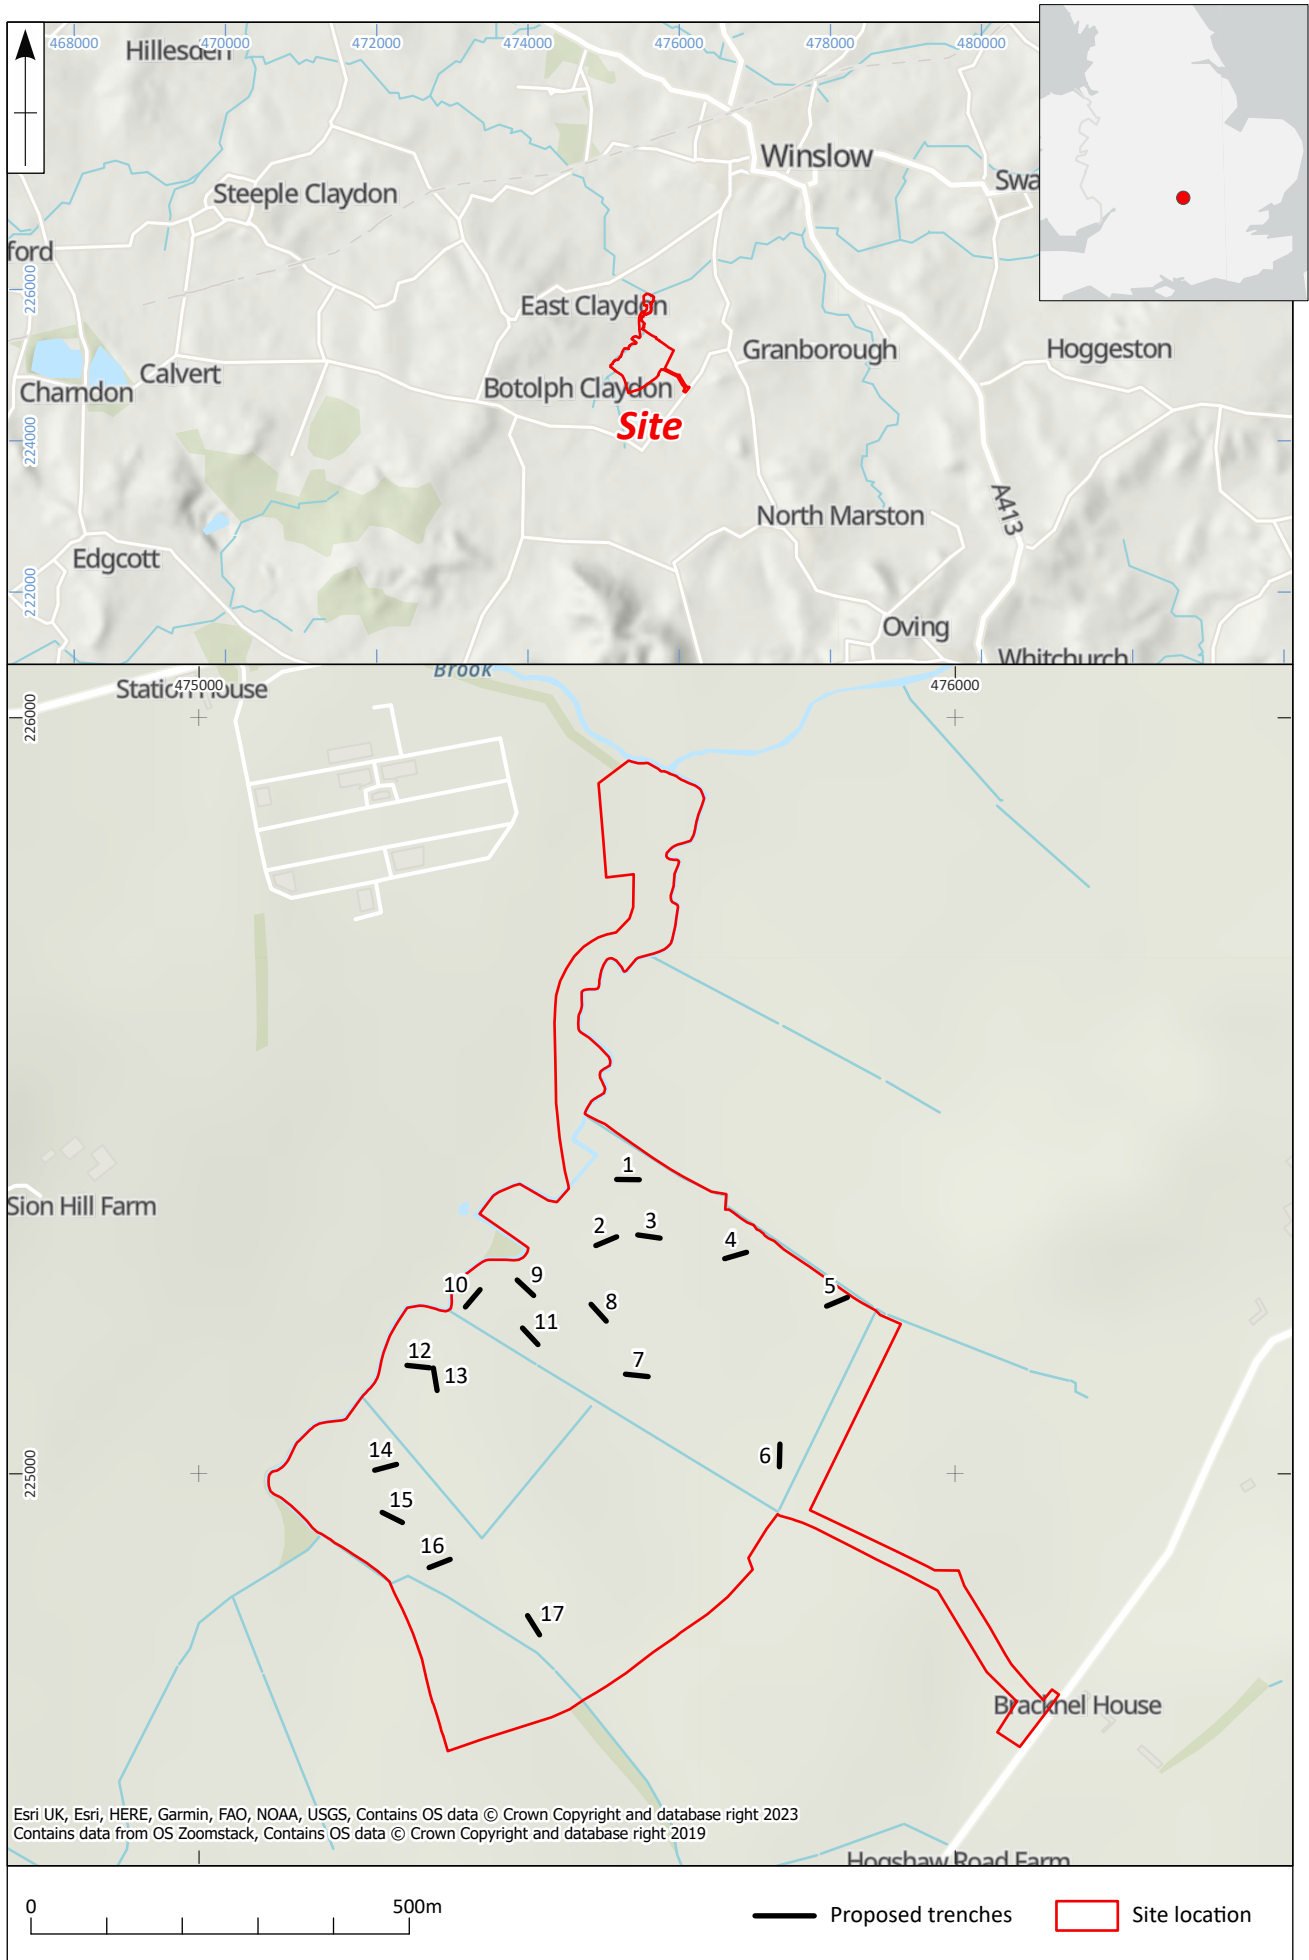 468000
470000
472000
474000
476000
478000
480000
Hillesden
Winslow
Steeple Claydon
Swa
ford
226000
East Claydon
Granborough
Hoggeston
Calvert
Charndon
Botolph Claydon
Site
224000
A413
North Marston
Edgcott
222000
Oving
Whitchurch
Brook
Station House
475000
476000
226000
1
Sion Hill Farm
2
3
4
9
10
5
8
11
12
7
13
14
6
225000
15
16
17
Bracknel House
Esri UK, Esri, HERE, Garmin, FAO, NOAA, USGS, Contains OS data © Crown Copyright and database right 2023
Contains data from OS Zoomstack, Contains OS data © Crown Copyright and database right 2019
Hogshaw Road Farm
0
500m
Proposed trenches
Site location